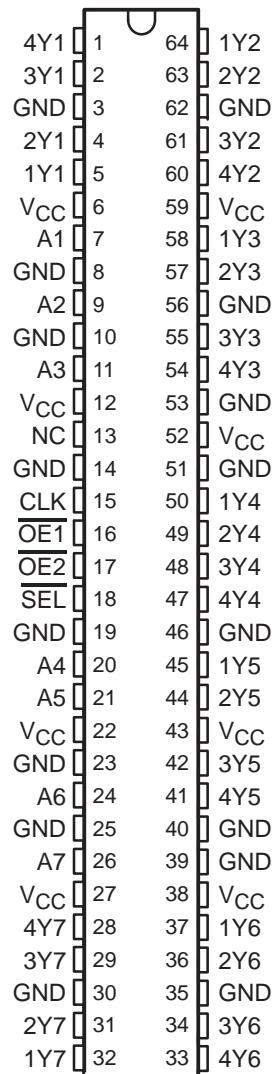 4Y1 1 64 1Y2
3Y1 2 63 2Y2
GND 3 62 GND
2Y1 4 61 3Y2
1Y1 5 60 4Y2
VCC 6 59 VCC
A1 7 58 1Y3
GND 8 57 2Y3
A2 9 56 GND
GND 10 55 3Y3
A3 11 54 4Y3
VCC 12 53 GND
NC 13 52 VCC
GND 14 51 GND
CLK 15 50 1Y4
O̅E̅1̅ 16 49 2Y4
O̅E̅2̅ 17 48 3Y4
S̅E̅L̅ 18 47 4Y4
GND 19 46 GND
A4 20 45 1Y5
A5 21 44 2Y5
VCC 22 43 VCC
GND 23 42 3Y5
A6 24 41 4Y5
GND 25 40 GND
A7 26 39 GND
VCC 27 38 VCC
4Y7 28 37 1Y6
3Y7 29 36 2Y6
GND 30 35 GND
2Y7 31 34 3Y6
1Y7 32 33 4Y6